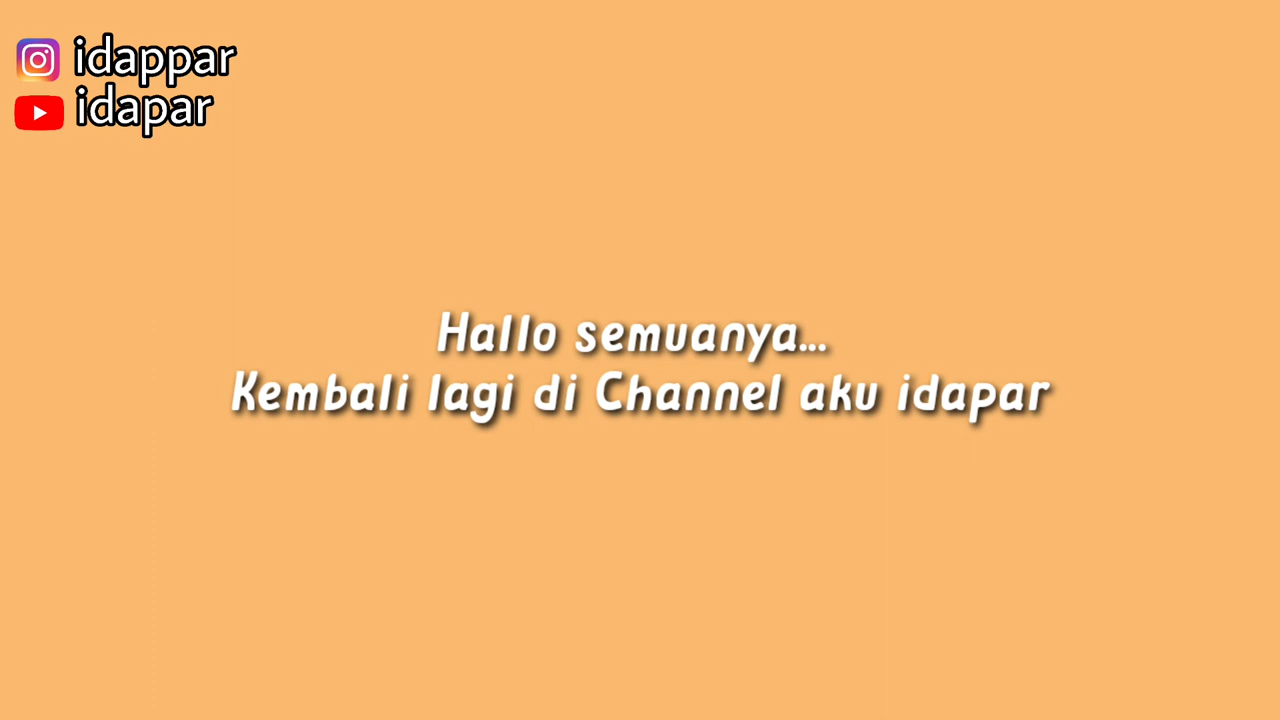 idappar
idapar
Hallo semuanya...
Kembali lagi di Channel aku idapar